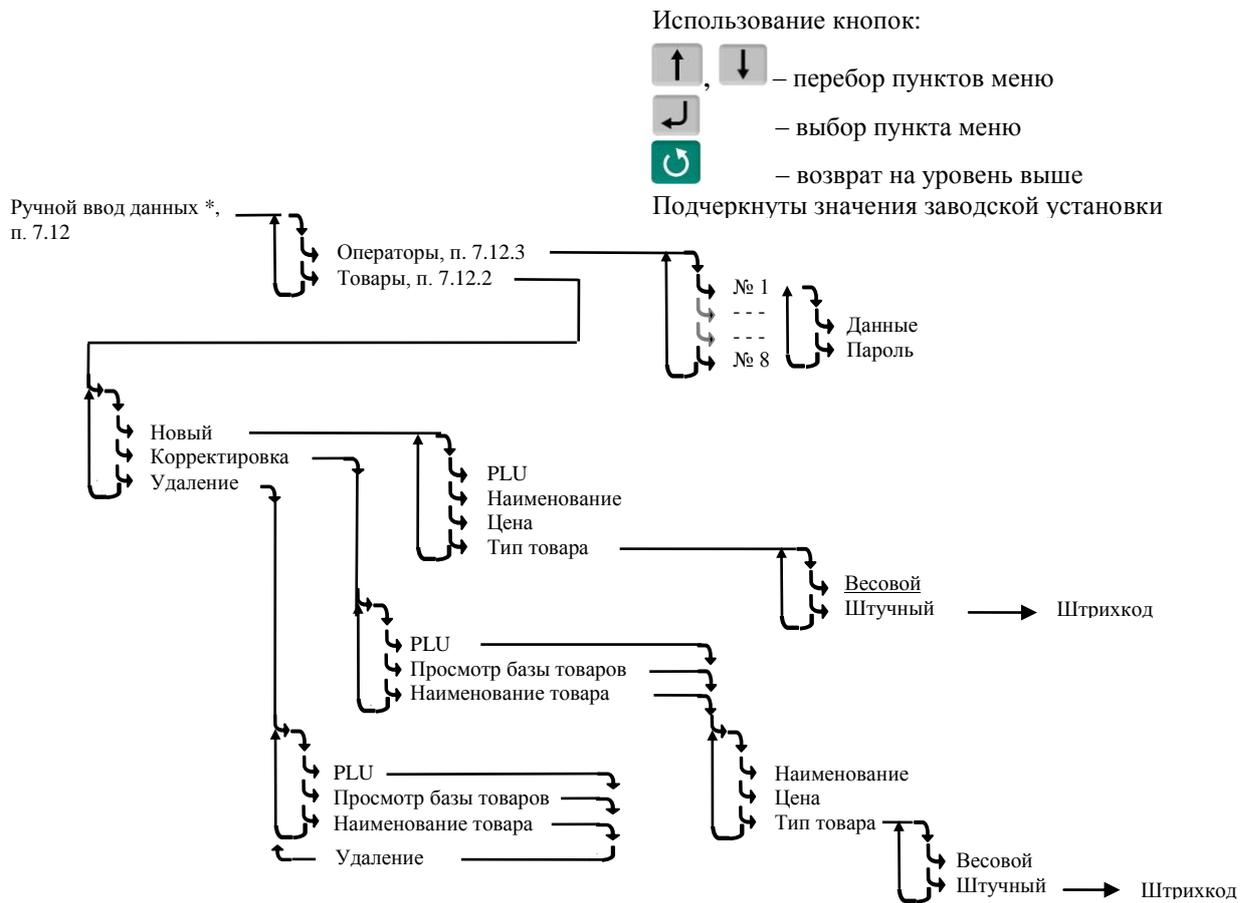 Использование кнопок:
, – перебор пунктов меню
– выбор пункта меню
– возврат на уровень выше
Подчеркнуты значения заводской установки
Ручной ввод данных *,
п. 7.12
Операторы, п. 7.12.3
Товары, п. 7.12.2
№ 1
- - -
- - -
№ 8
Данные
Пароль
Новый
Корректировка
Удаление
PLU
Наименование
Цена
Тип товара
Весовой
Штучный
Штрихкод
PLU
Просмотр базы товаров
Наименование товара
PLU
Просмотр базы товаров
Наименование товара
Удаление
Наименование
Цена
Тип товара
Весовой
Штучный
Штрихкод